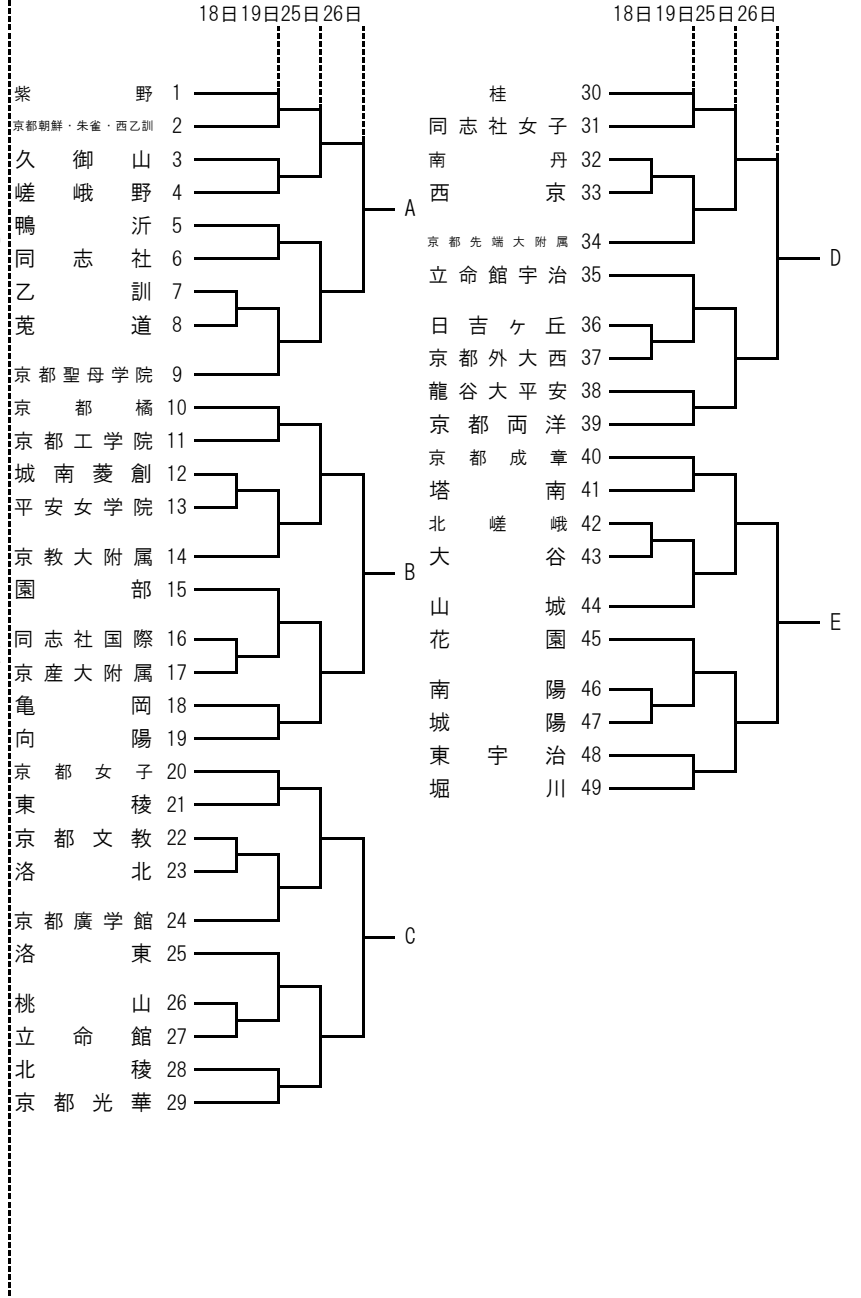 18日19日25日26日
紫野 1
京都朝鮮・朱雀・西乙訓 2
久御山 3
嵯峨野 4
鴨沂 5
同志社 6
乙訓 7
莵道 8
京都聖母学院 9
京都橘 10
京都工学院 11
城南菱創 12
平安女学院 13
京教大附属 14
園部 15
同志社国際 16
京産大附属 17
亀岡 18
向陽 19
京都女子 20
東稜 21
京都文教 22
洛北 23
京都廣学館 24
洛東 25
桃山 26
立命館 27
北稜 28
京都光華 29
A
B
C
18日19日25日26日
桂 30
同志社女子 31
南丹 32
西京 33
京都先端大附属 34
立命館宇治 35
日吉ヶ丘 36
京都外大西 37
龍谷大平安 38
京都両洋 39
京都成章 40
塔南 41
北嵯峨 42
大谷 43
山城 44
花園 45
南陽 46
城陽 47
東宇治 48
堀川 49
D
E